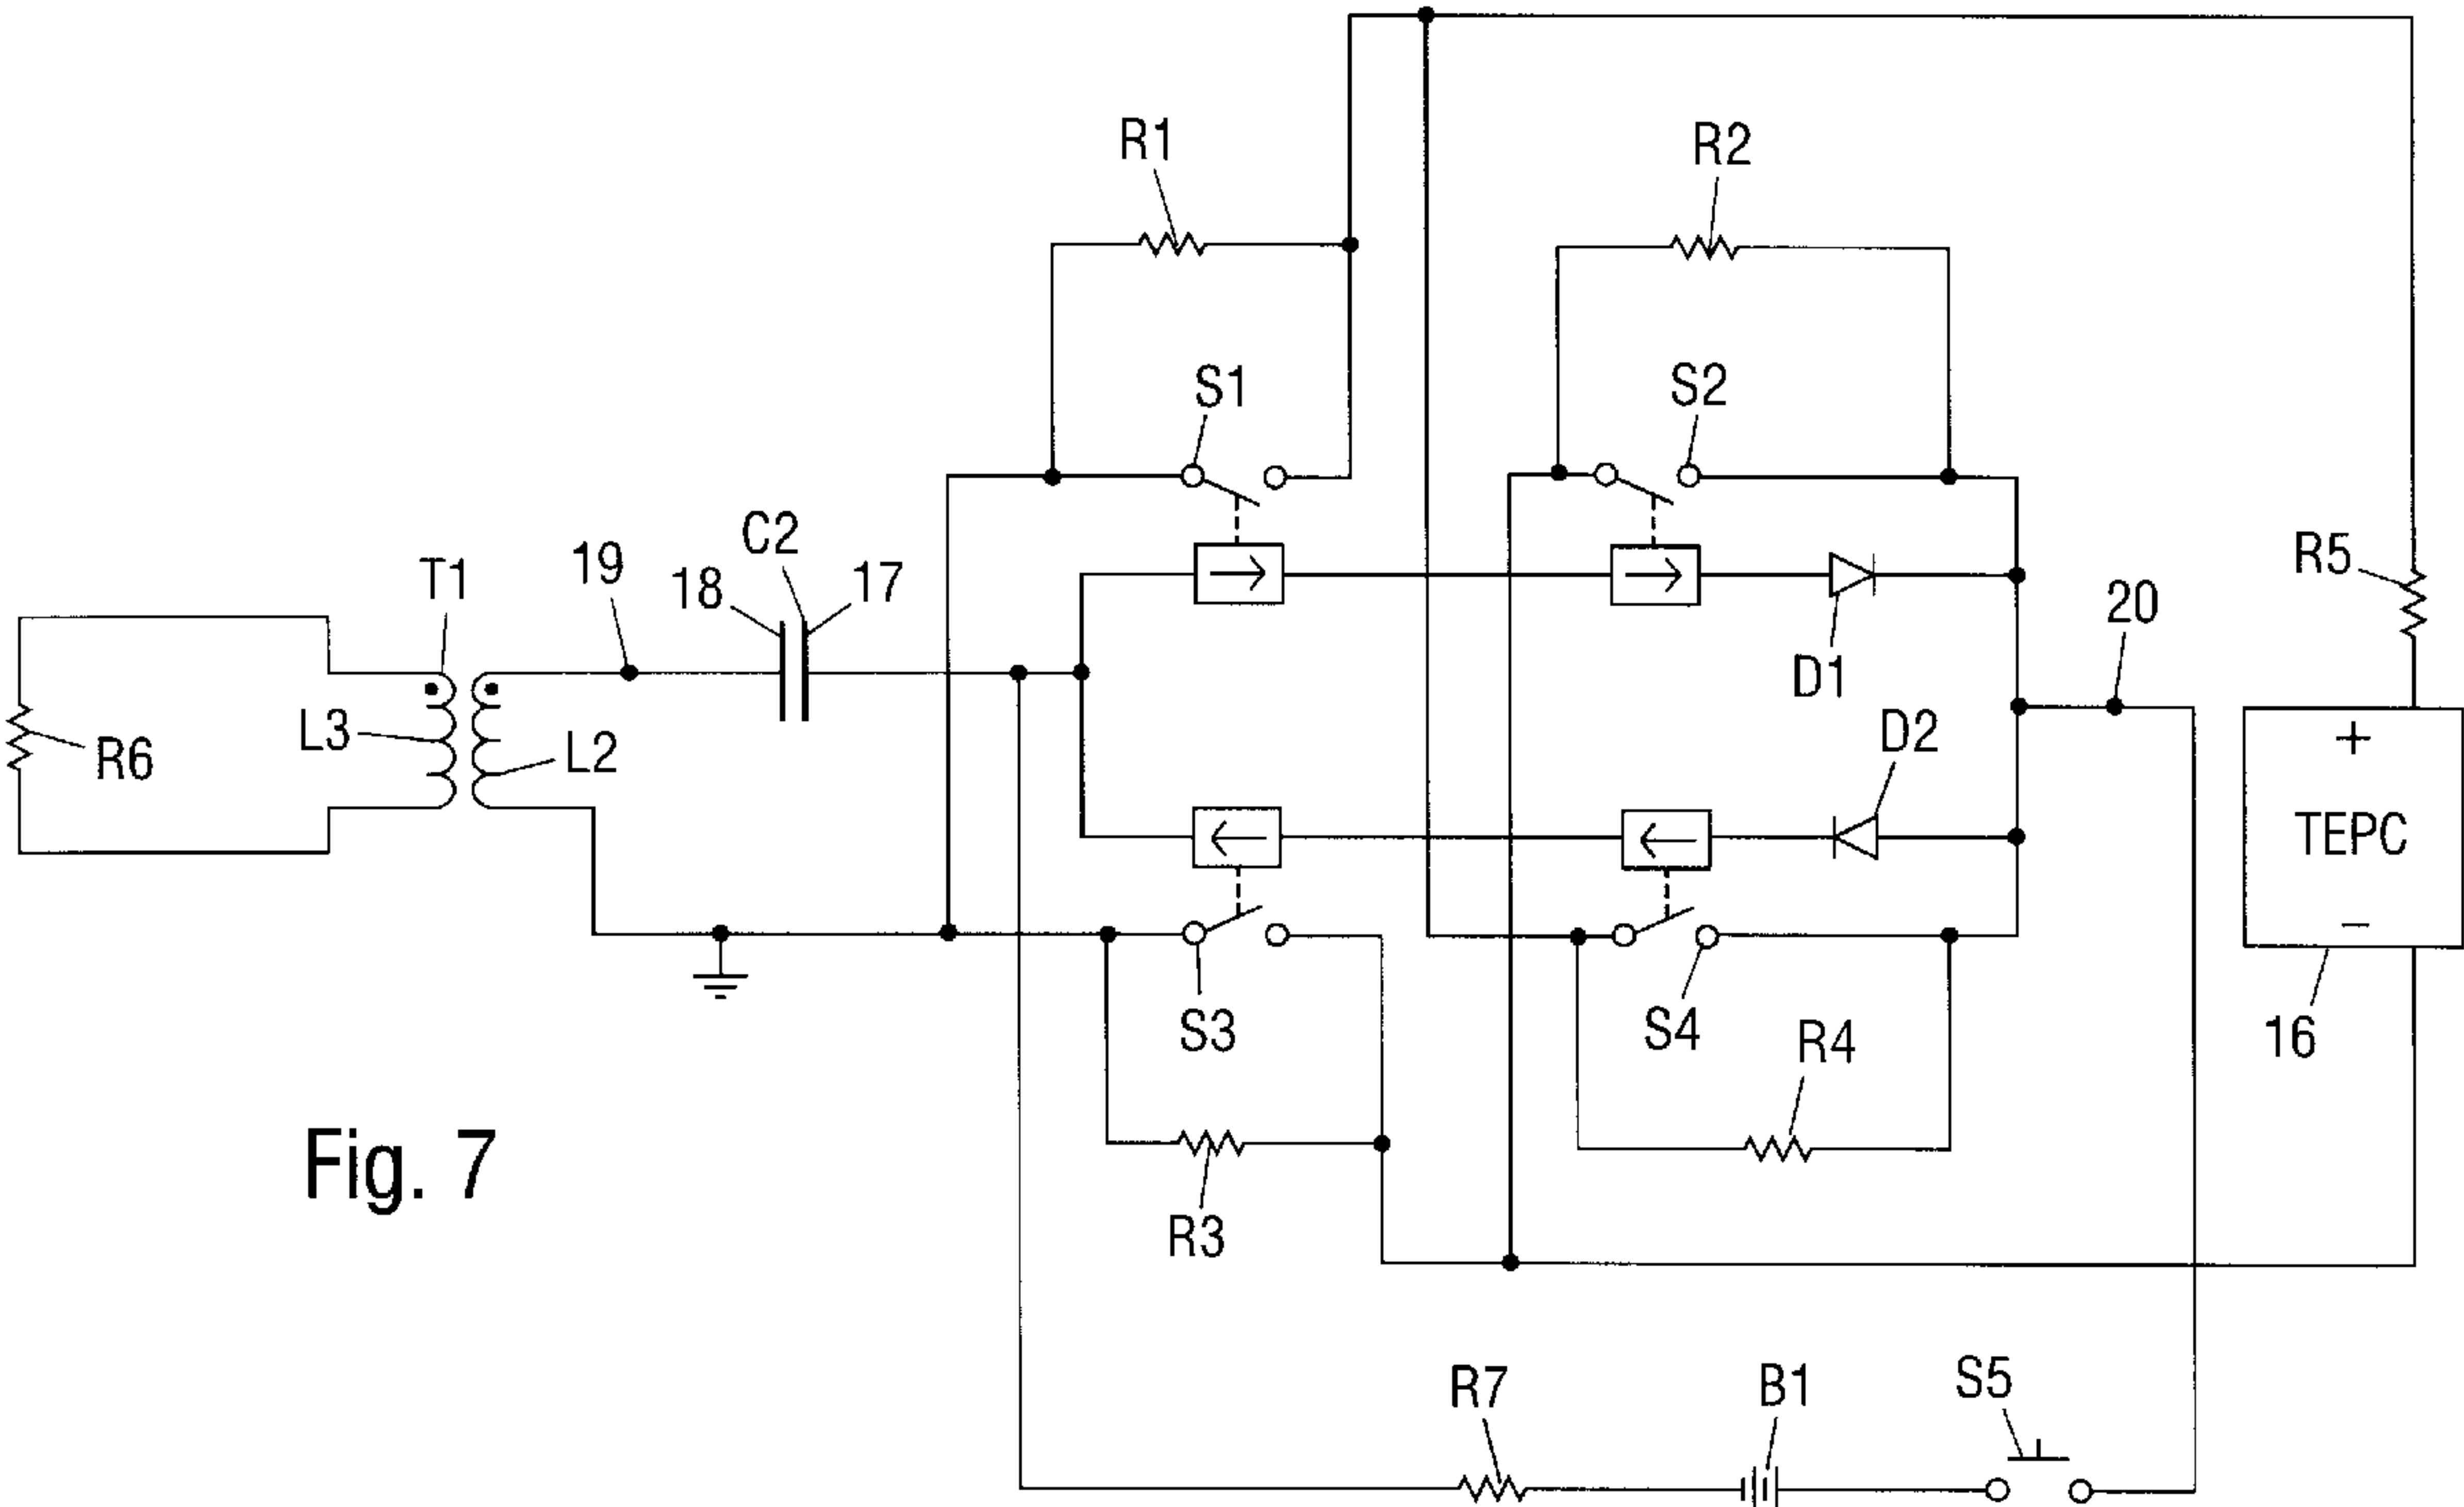 R1
R2
S1
S2
C2
19
T1
18
17
R5
20
D1
+
L3
L2
R6
D2
TEPC
−
S3
S4
R4
16
Fig. 7
R3
R7
B1
S5